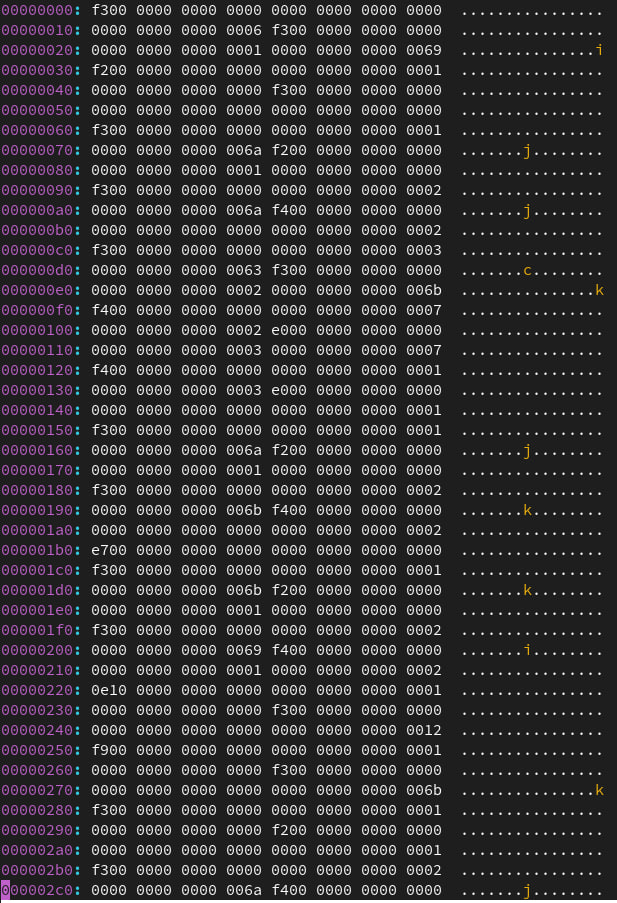 00000000: f300 0000 0000 0000 0000 0000 0000 0000  ................
00000010: 0000 0000 0000 0006 f300 0000 0000 0000  ................
00000020: 0000 0000 0000 0001 0000 0000 0000 0069  ...............i
00000030: f200 0000 0000 0000 0000 0000 0000 0001  ................
00000040: 0000 0000 0000 0000 f300 0000 0000 0000  ................
00000050: 0000 0000 0000 0000 0000 0000 0000 0000  ................
00000060: f300 0000 0000 0000 0000 0000 0000 0001  ................
00000070: 0000 0000 0000 006a f200 0000 0000 0000  .......j........
00000080: 0000 0000 0000 0001 0000 0000 0000 0000  ................
00000090: f300 0000 0000 0000 0000 0000 0000 0002  ................
000000a0: 0000 0000 0000 006a f400 0000 0000 0000  .......j........
000000b0: 0000 0000 0000 0000 0000 0000 0000 0002  ................
000000c0: f300 0000 0000 0000 0000 0000 0000 0003  ................
000000d0: 0000 0000 0000 0063 f300 0000 0000 0000  .......c........
000000e0: 0000 0000 0000 0002 0000 0000 0000 006b  ...............k
000000f0: f400 0000 0000 0000 0000 0000 0000 0007  ................
00000100: 0000 0000 0000 0002 e000 0000 0000 0000  ................
00000110: 0000 0000 0000 0003 0000 0000 0000 0007  ................
00000120: f400 0000 0000 0000 0000 0000 0000 0001  ................
00000130: 0000 0000 0000 0003 e000 0000 0000 0000  ................
00000140: 0000 0000 0000 0000 0000 0000 0000 0001  ................
00000150: f300 0000 0000 0000 0000 0000 0000 0001  ................
00000160: 0000 0000 0000 006a f200 0000 0000 0000  .......j........
00000170: 0000 0000 0000 0001 0000 0000 0000 0000  ................
00000180: f300 0000 0000 0000 0000 0000 0000 0002  ................
00000190: 0000 0000 0000 006b f400 0000 0000 0000  .......k........
000001a0: 0000 0000 0000 0000 0000 0000 0000 0002  ................
000001b0: e700 0000 0000 0000 0000 0000 0000 0000  ................
000001c0: f300 0000 0000 0000 0000 0000 0000 0001  ................
000001d0: 0000 0000 0000 006b f200 0000 0000 0000  .......k........
000001e0: 0000 0000 0000 0001 0000 0000 0000 0000  ................
000001f0: f300 0000 0000 0000 0000 0000 0000 0002  ................
00000200: 0000 0000 0000 0069 f400 0000 0000 0000  .......i........
00000210: 0000 0000 0000 0001 0000 0000 0000 0002  ................
00000220: 0e10 0000 0000 0000 0000 0000 0000 0001  ................
00000230: 0000 0000 0000 0000 f300 0000 0000 0000  ................
00000240: 0000 0000 0000 0000 0000 0000 0000 0012  ................
00000250: f900 0000 0000 0000 0000 0000 0000 0001  ................
00000260: 0000 0000 0000 0000 f300 0000 0000 0000  ................
00000270: 0000 0000 0000 0000 0000 0000 0000 006b  ...............k
00000280: f300 0000 0000 0000 0000 0000 0000 0001  ................
00000290: 0000 0000 0000 0000 f200 0000 0000 0000  ................
000002a0: 0000 0000 0000 0000 0000 0000 0000 0001  ................
000002b0: f300 0000 0000 0000 0000 0000 0000 0002  ................
000002c0: 0000 0000 0000 006a f400 0000 0000 0000  .......j........